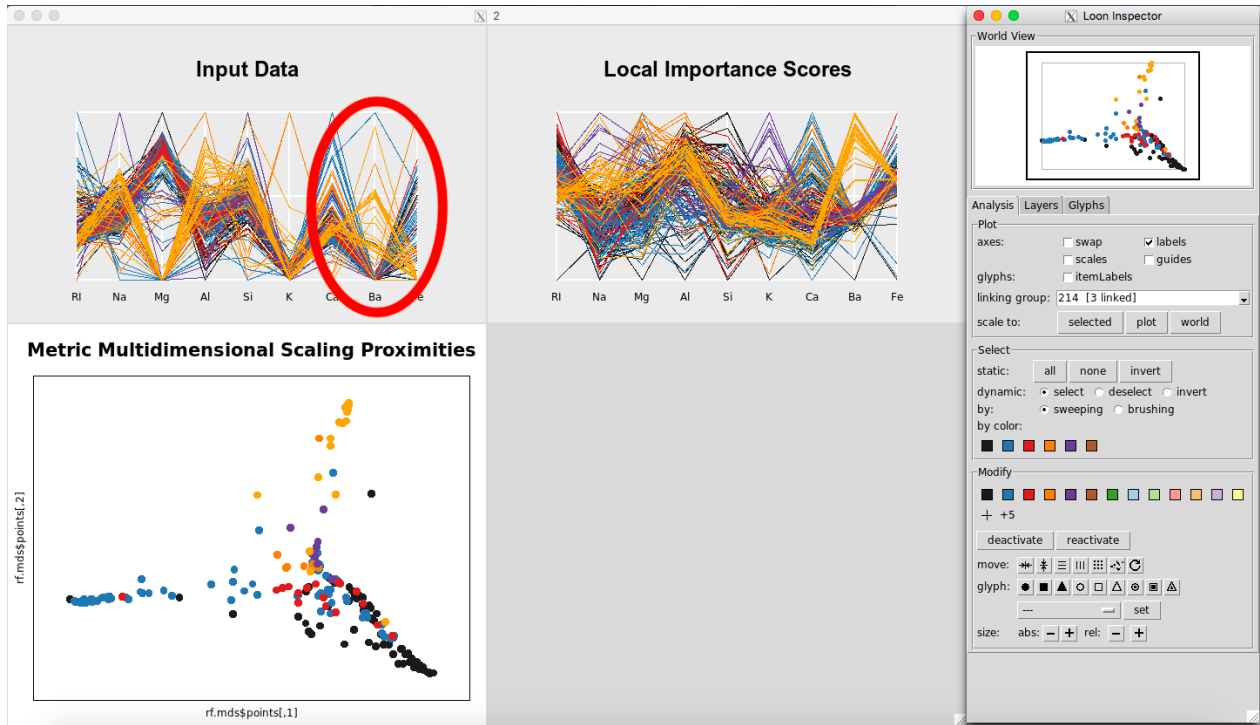 2
Input Data
Local Importance Scores
RI Na Mg Al Si K Ca Ba Fe
RI Na Mg Al Si K Ca Ba Fe
Metric Multidimensional Scaling Proximities
rf.mds$points[,2]
rf.mds$points[,1]
Loon Inspector
World View
Analysis Layers Glyphs
Plot
axes: swap labels
scales guides
glyphs: itemLabels
linking group: 214 [3 linked]
scale to: selected plot world
Select
static: all none invert
dynamic: select deselect invert
by: sweeping brushing
by color:
Modify
+5
deactivate reactivate
move:
glyph:
--- set
size: abs: − + rel: − +